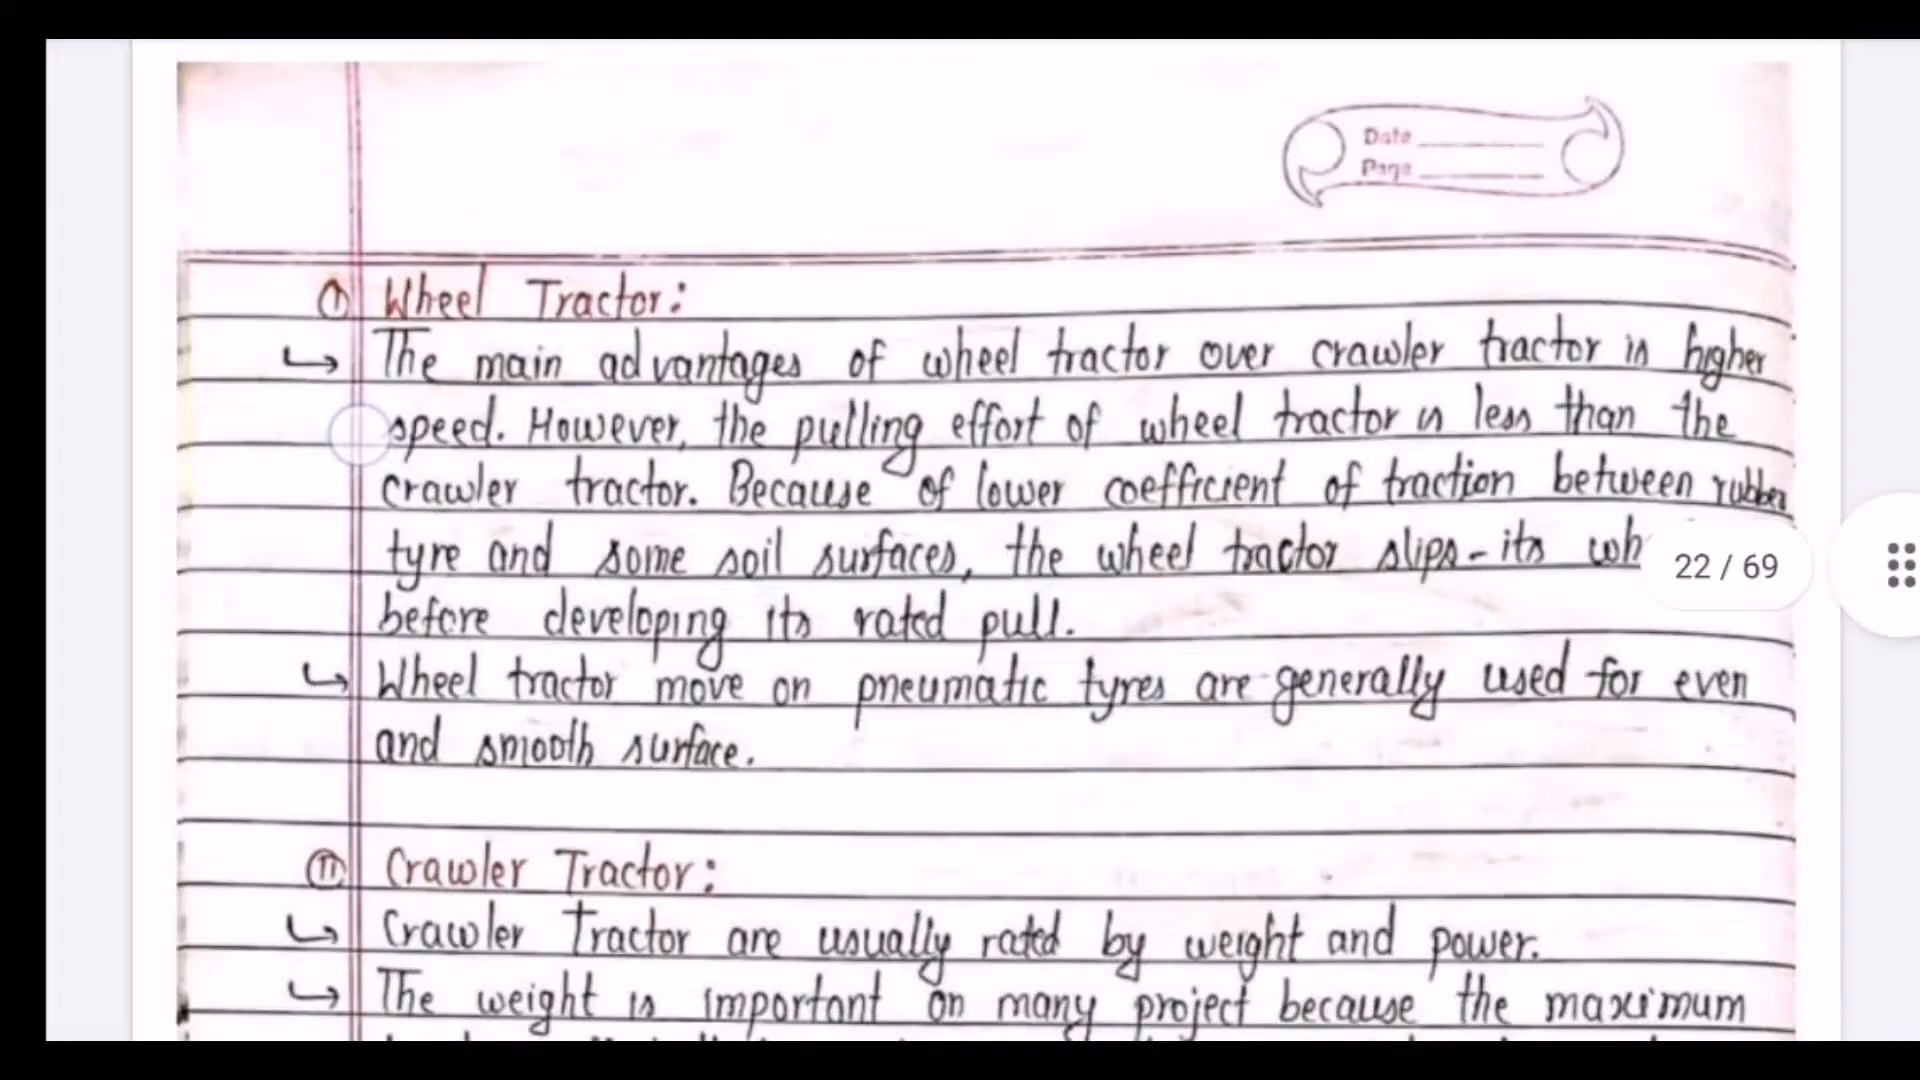 Date
Page
① Wheel Tractor:
↳ The main advantages of wheel tractor over crawler tractor is higher
speed. However, the pulling effort of wheel tractor is less than the
crawler tractor. Because of lower coefficient of traction between rubber
tyre and some soil surfaces, the wheel tractor slips - its wh
22 / 69
before developing its rated pull.
↳ Wheel tractor move on pneumatic tyres are generally used for even
and smooth surface.
⑪ Crawler Tractor:
↳ Crawler Tractor are usually rated by weight and power.
↳ The weight is important on many project because the maximum